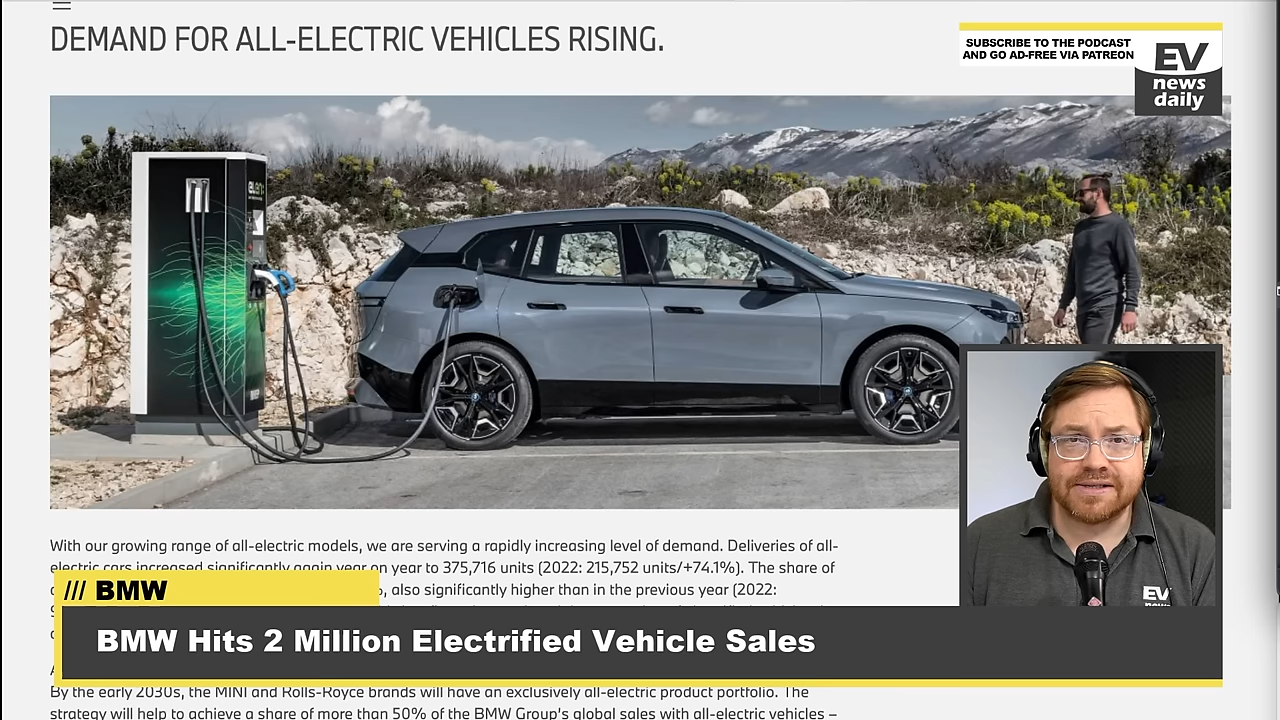 DEMAND FOR ALL-ELECTRIC VEHICLES RISING.
SUBSCRIBE TO THE PODCAST
AND GO AD-FREE VIA PATREON
EV
news
daily
With our growing range of all-electric models, we are serving a rapidly increasing level of demand. Deliveries of all-
electric cars increased significantly again year on year to 375,716 units (2022: 215,752 units/+74.1%). The share of
also significantly higher than in the previous year (2022:
/// BMW
BMW Hits 2 Million Electrified Vehicle Sales
EV
By the early 2030s, the MINI and Rolls-Royce brands will have an exclusively all-electric product portfolio. The
strategy will help to achieve a share of more than 50% of the BMW Group's global sales with all-electric vehicles –